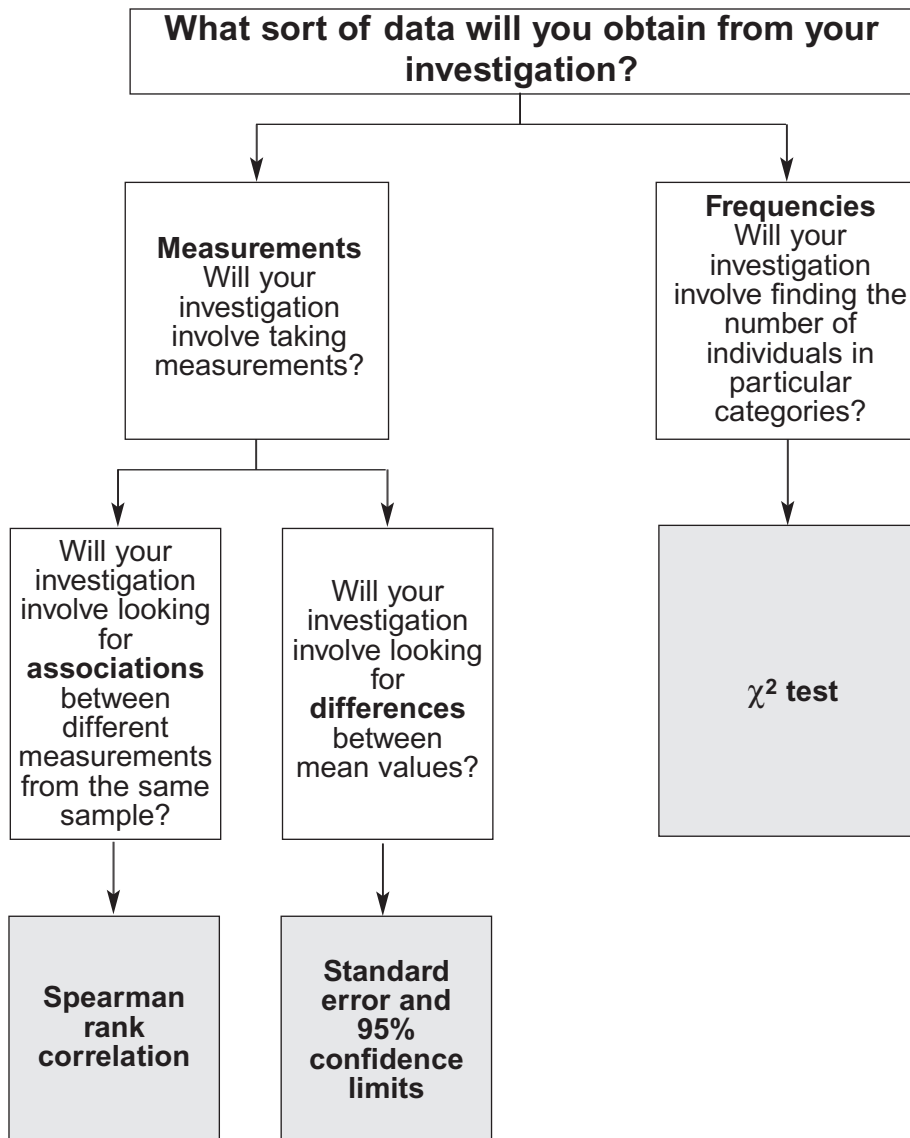 What sort of data will you obtain from your
investigation?
Measurements
Will your
investigation
involve taking
measurements?
Frequencies
Will your
investigation
involve finding the
number of
individuals in
particular
categories?
Will your
investigation
involve looking
for
associations
between
different
measurements
from the same
sample?
Will your
investigation
involve looking
for
differences
between
mean values?
χ² test
Spearman
rank
correlation
Standard
error and
95%
confidence
limits